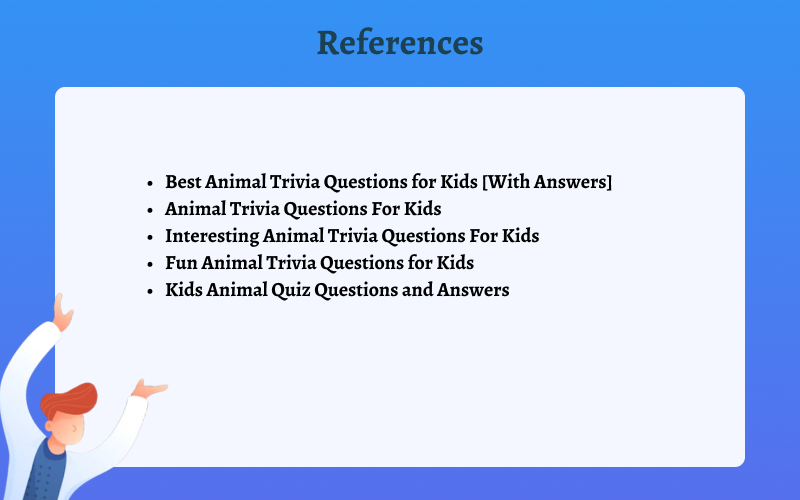 References
• Best Animal Trivia Questions for Kids [With Answers]
• Animal Trivia Questions For Kids
• Interesting Animal Trivia Questions For Kids
• Fun Animal Trivia Questions for Kids
• Kids Animal Quiz Questions and Answers